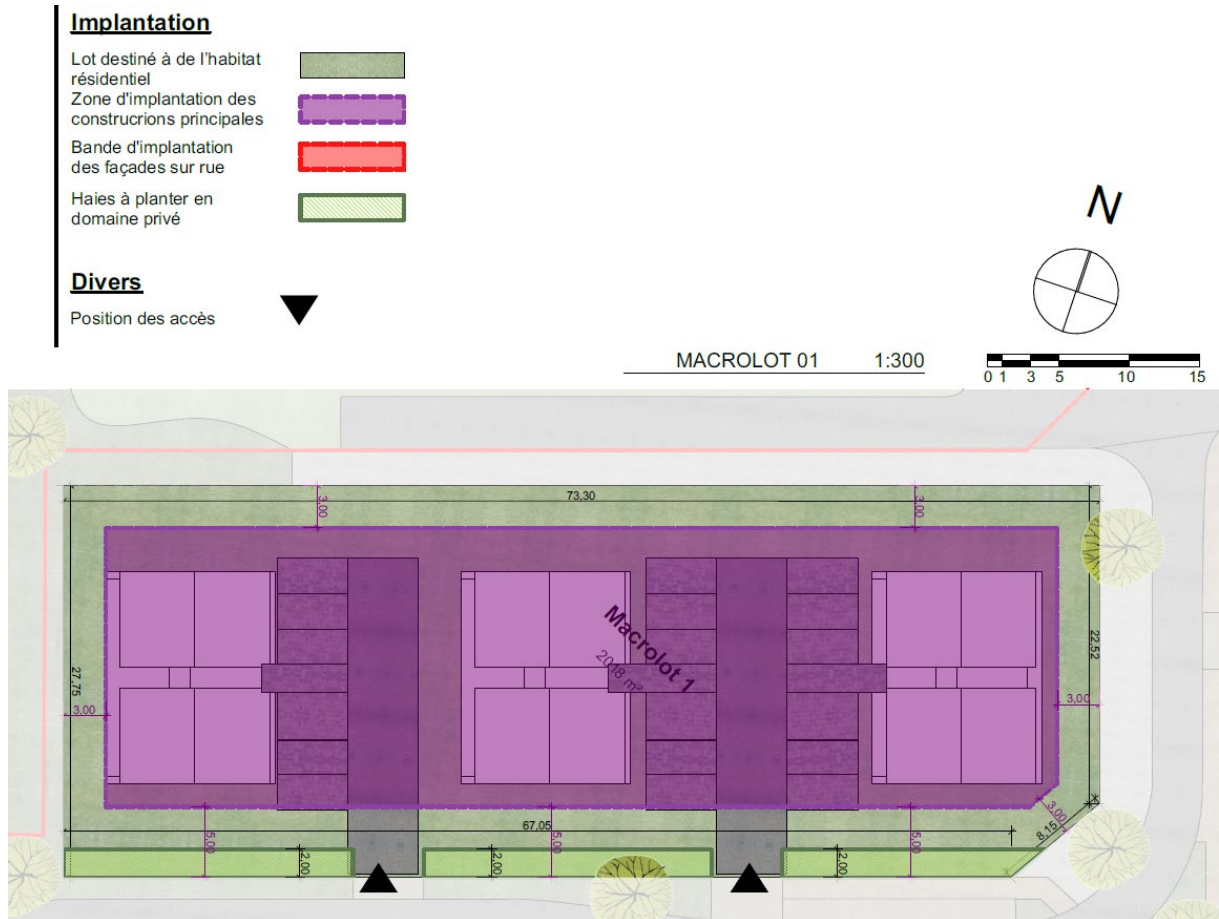 Implantation
Lot destiné à de l'habitat
résidentiel
Zone d'implantation des
construcrions principales
Bande d'implantation
des façades sur rue
Haies à planter en
domaine privé
Divers
Position des accès
N
MACROLOT 01 1:300
0 1 3 5 10 15
73,30
3,00
3,00
Macrolot 1
2018 m²
27,75
22,52
3,00
3,00
3,00
67,05
8,15
5,00
5,00
5,00
2,00
2,00
2,00